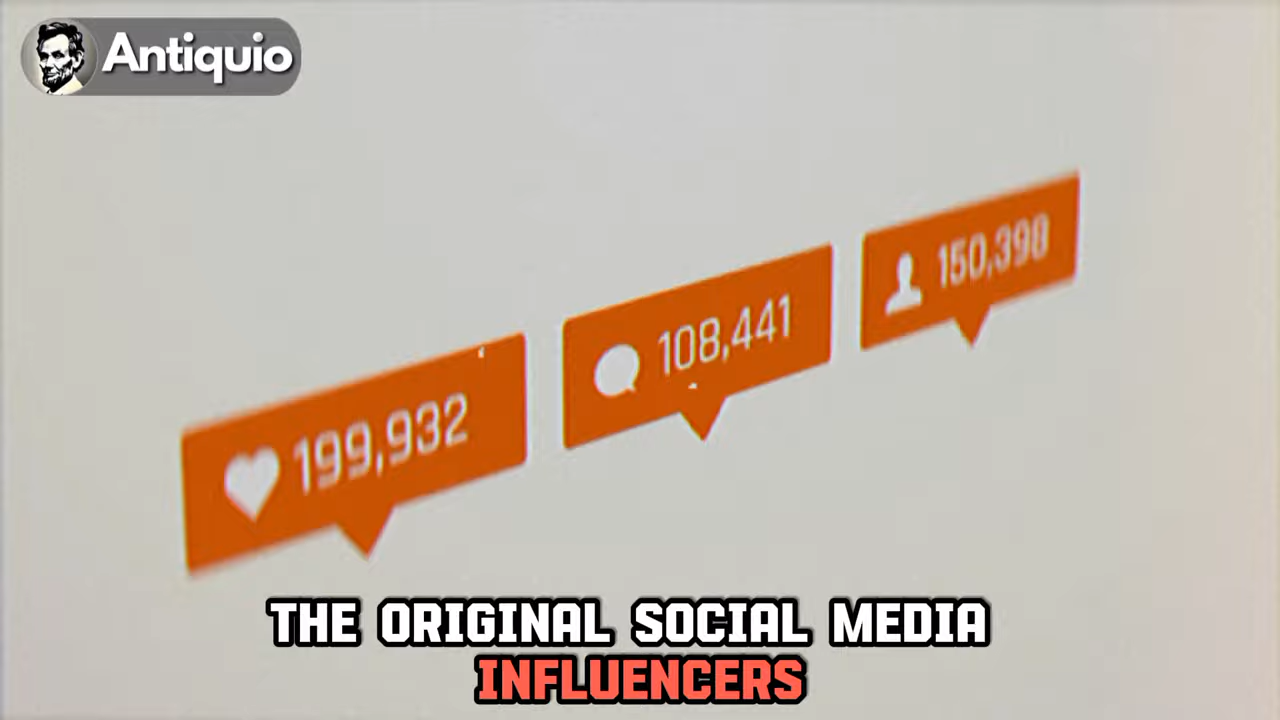 Antiquio
199,932
108,441
150,398
THE ORIGINAL SOCIAL MEDIA
INFLUENCERS